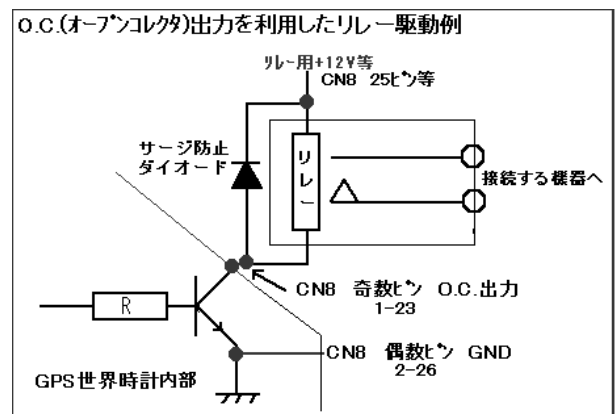 O.C.(オープンコレクタ)出力を利用したリレー駆動例
リレー用+12V等
CN8 25ピン等
サージ防止
ダイオード
リレー
接続する機器へ
CN8 奇数ピン O.C.出力
1-23
R
CN8 偶数ピン GND
2-26
GPS世界時計内部